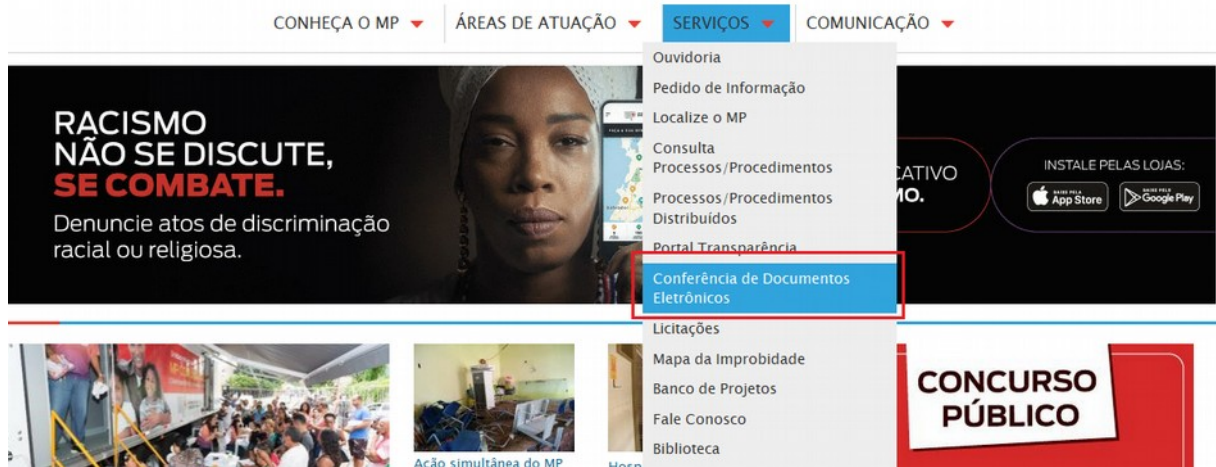 CONHEÇA O MP
ÁREAS DE ATUAÇÃO
SERVIÇOS
COMUNICAÇÃO
RACISMO
NÃO SE DISCUTE,
SE COMBATE.
Denuncie atos de discriminação
racial ou religiosa.
Ouvidoria
Pedido de Informação
Localize o MP
Consulta
Processos/Procedimentos
Processos/Procedimentos
Distribuídos
Portal Transparência
Conferência de Documentos
Eletrônicos
Licitações
Mapa da Improbidade
Banco de Projetos
Fale Conosco
Biblioteca
CATIVO
MO.
INSTALE PELAS LOJAS:
App Store
Google Play
Ação simultânea do MP
Hosp
CONCURSO
PÚBLICO